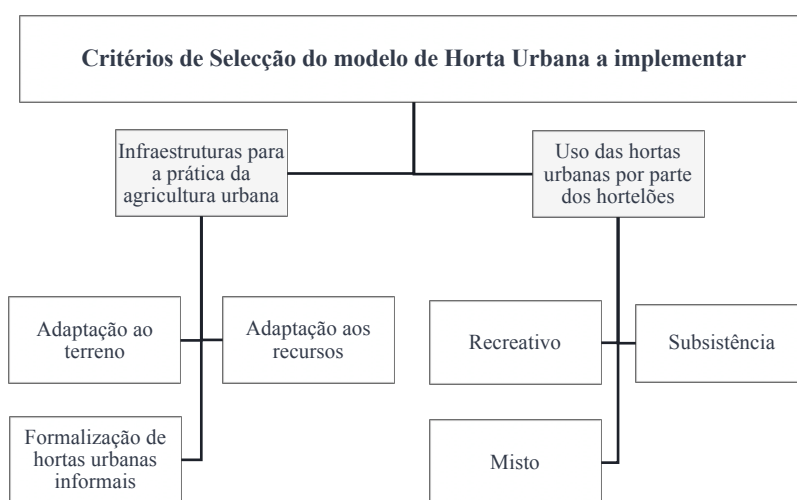 Critérios de Selecção do modelo de Horta Urbana a implementar
Infraestruturas para
a prática da
agricultura urbana
Uso das hortas
urbanas por parte
dos hortelões
Adaptação ao
terreno
Adaptação aos
recursos
Recreativo
Subsistência
Formalização de
hortas urbanas
informais
Misto